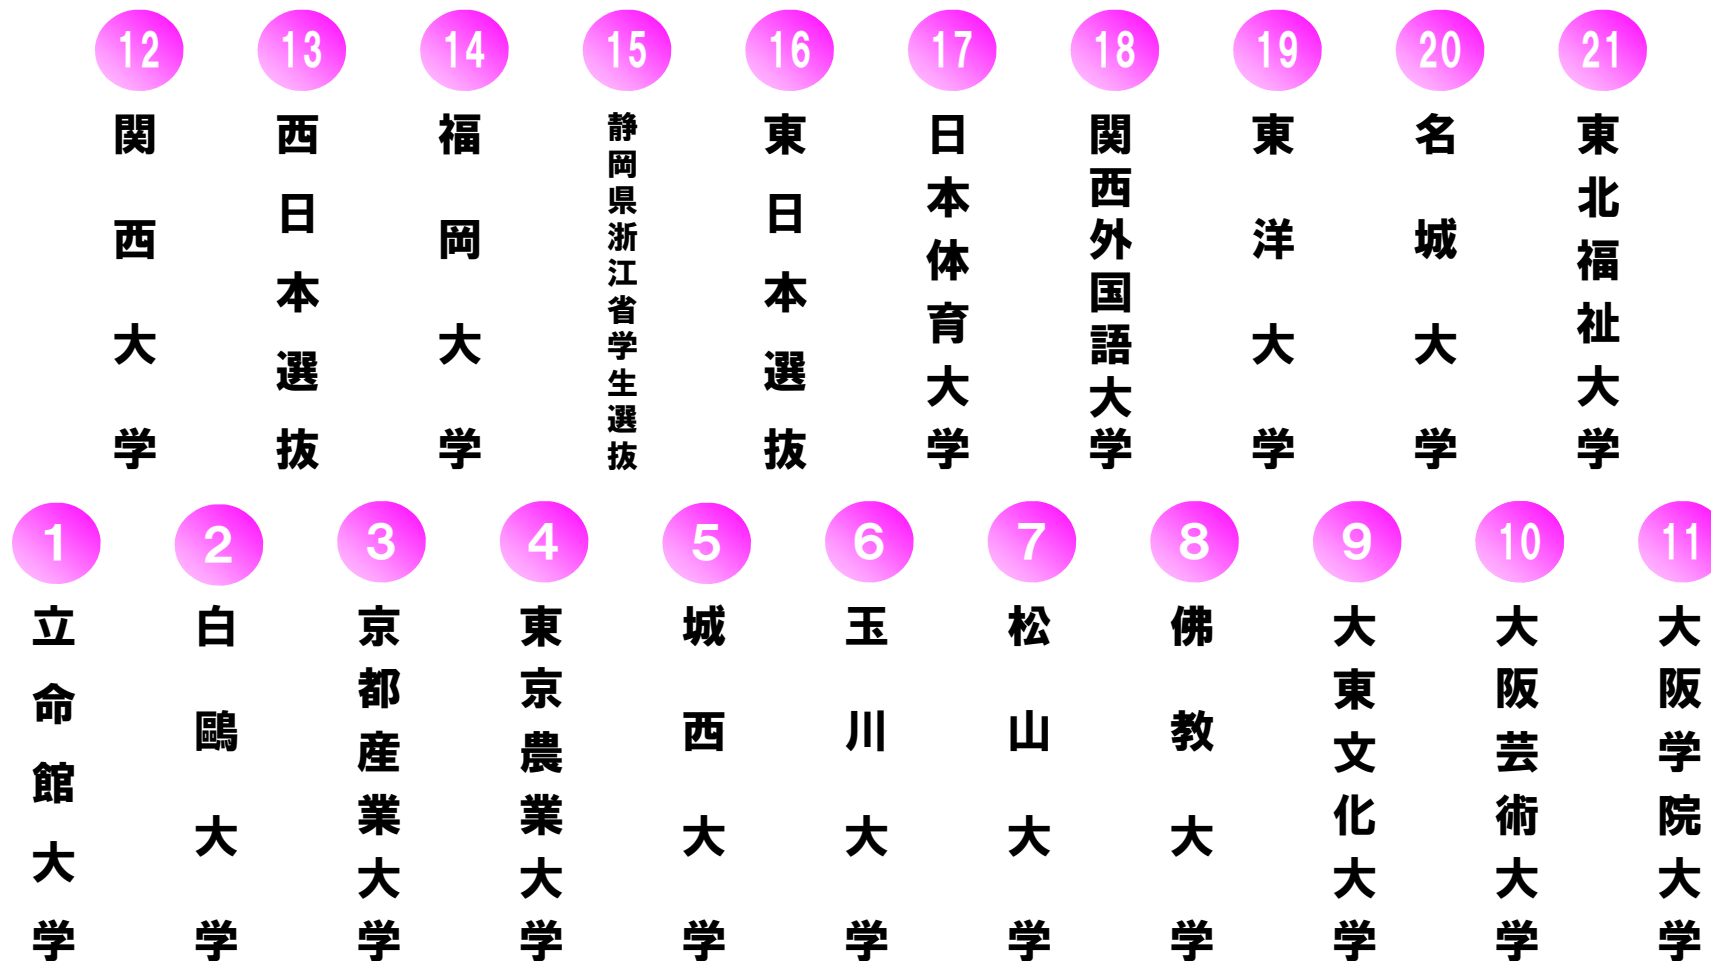 12
関西大学
13
西日本選抜
14
福岡大学
15
静岡県浙江省学生選抜
16
東日本選抜
17
日本体育大学
18
関西外国語大学
19
東洋大学
20
名城大学
21
東北福祉大学
1
立命館大学
2
白鷗大学
3
京都産業大学
4
東京農業大学
5
城西大学
6
玉川大学
7
松山大学
8
佛教大学
9
大東文化大学
10
大阪芸術大学
11
大阪学院大学